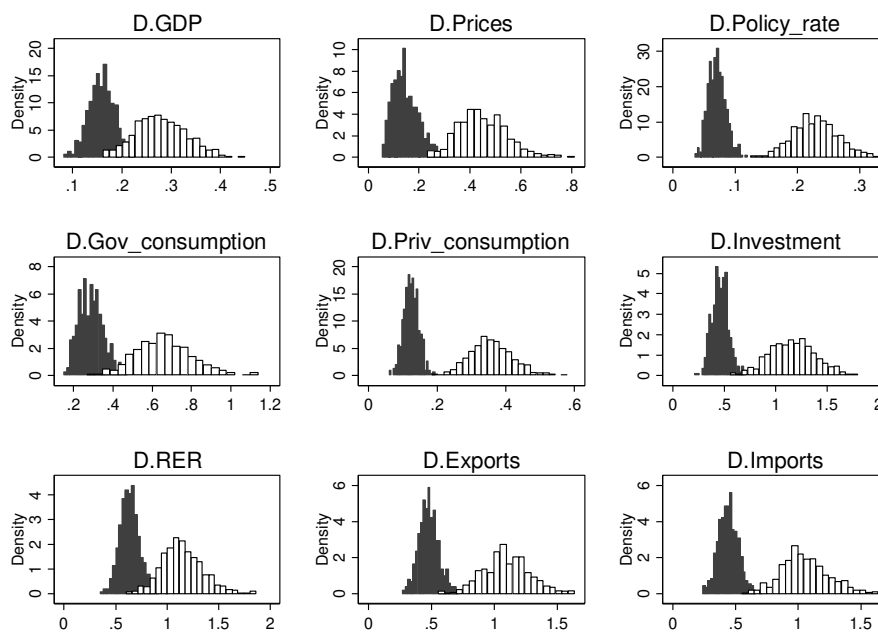 D.GDP
D.Prices
D.Policy_rate
Density
0 5 10 15 20
.1 .2 .3 .4 .5
Density
0 2 4 6 8 10
0 .2 .4 .6 .8
Density
0 10 20 30
0 .1 .2 .3
D.Gov_consumption
D.Priv_consumption
D.Investment
Density
0 2 4 6 8
.2 .4 .6 .8 1 1.2
Density
0 5 10 15 20
0 .2 .4 .6
Density
0 1 2 3 4 5
0 .5 1 1.5 2
D.RER
D.Exports
D.Imports
Density
0 1 2 3 4
0 .5 1 1.5 2
Density
0 2 4 6
0 .5 1 1.5
Density
0 2 4 6
0 .5 1 1.5